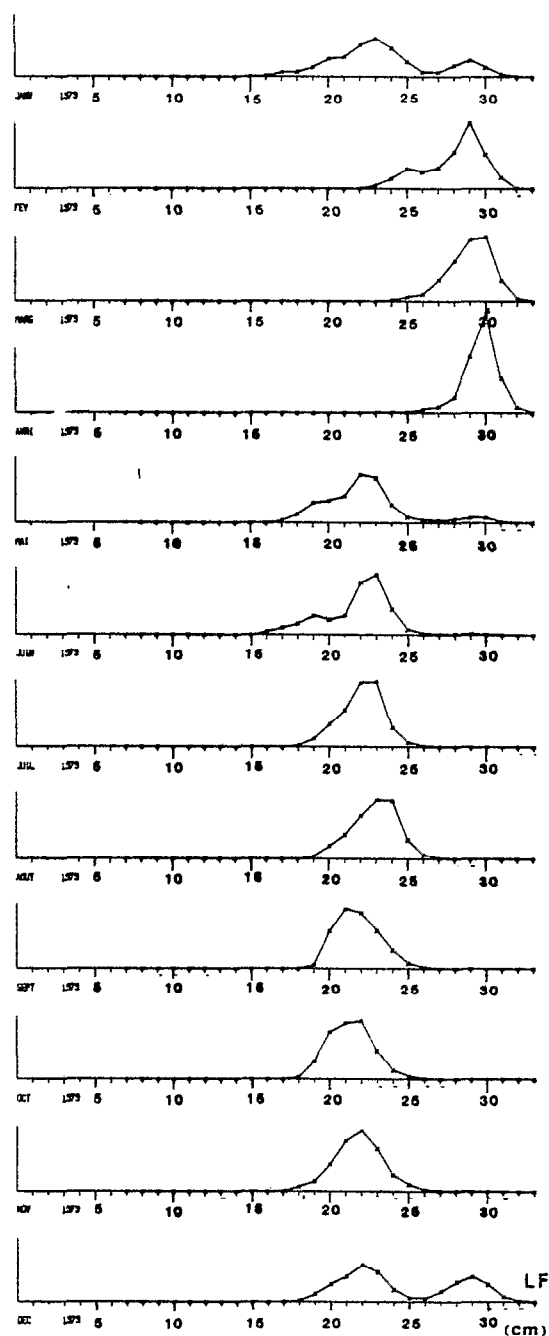 JANV 1973 5 10 15 20 25 30
FEV 1973 5 10 15 20 25 30
MARS 1973 5 10 15 20 25 30
AVRI 1973 5 10 15 20 25 30
MAI 1973 5 10 15 20 25 30
JUIN 1973 5 10 15 20 25 30
JUIL 1973 5 10 15 20 25 30
AOUT 1973 5 10 15 20 25 30
SEPT 1973 5 10 15 20 25 30
OCT 1973 5 10 15 20 25 30
NOV 1973 5 10 15 20 25 30
LF
DEC 1973 5 10 15 20 25 30 (cm)